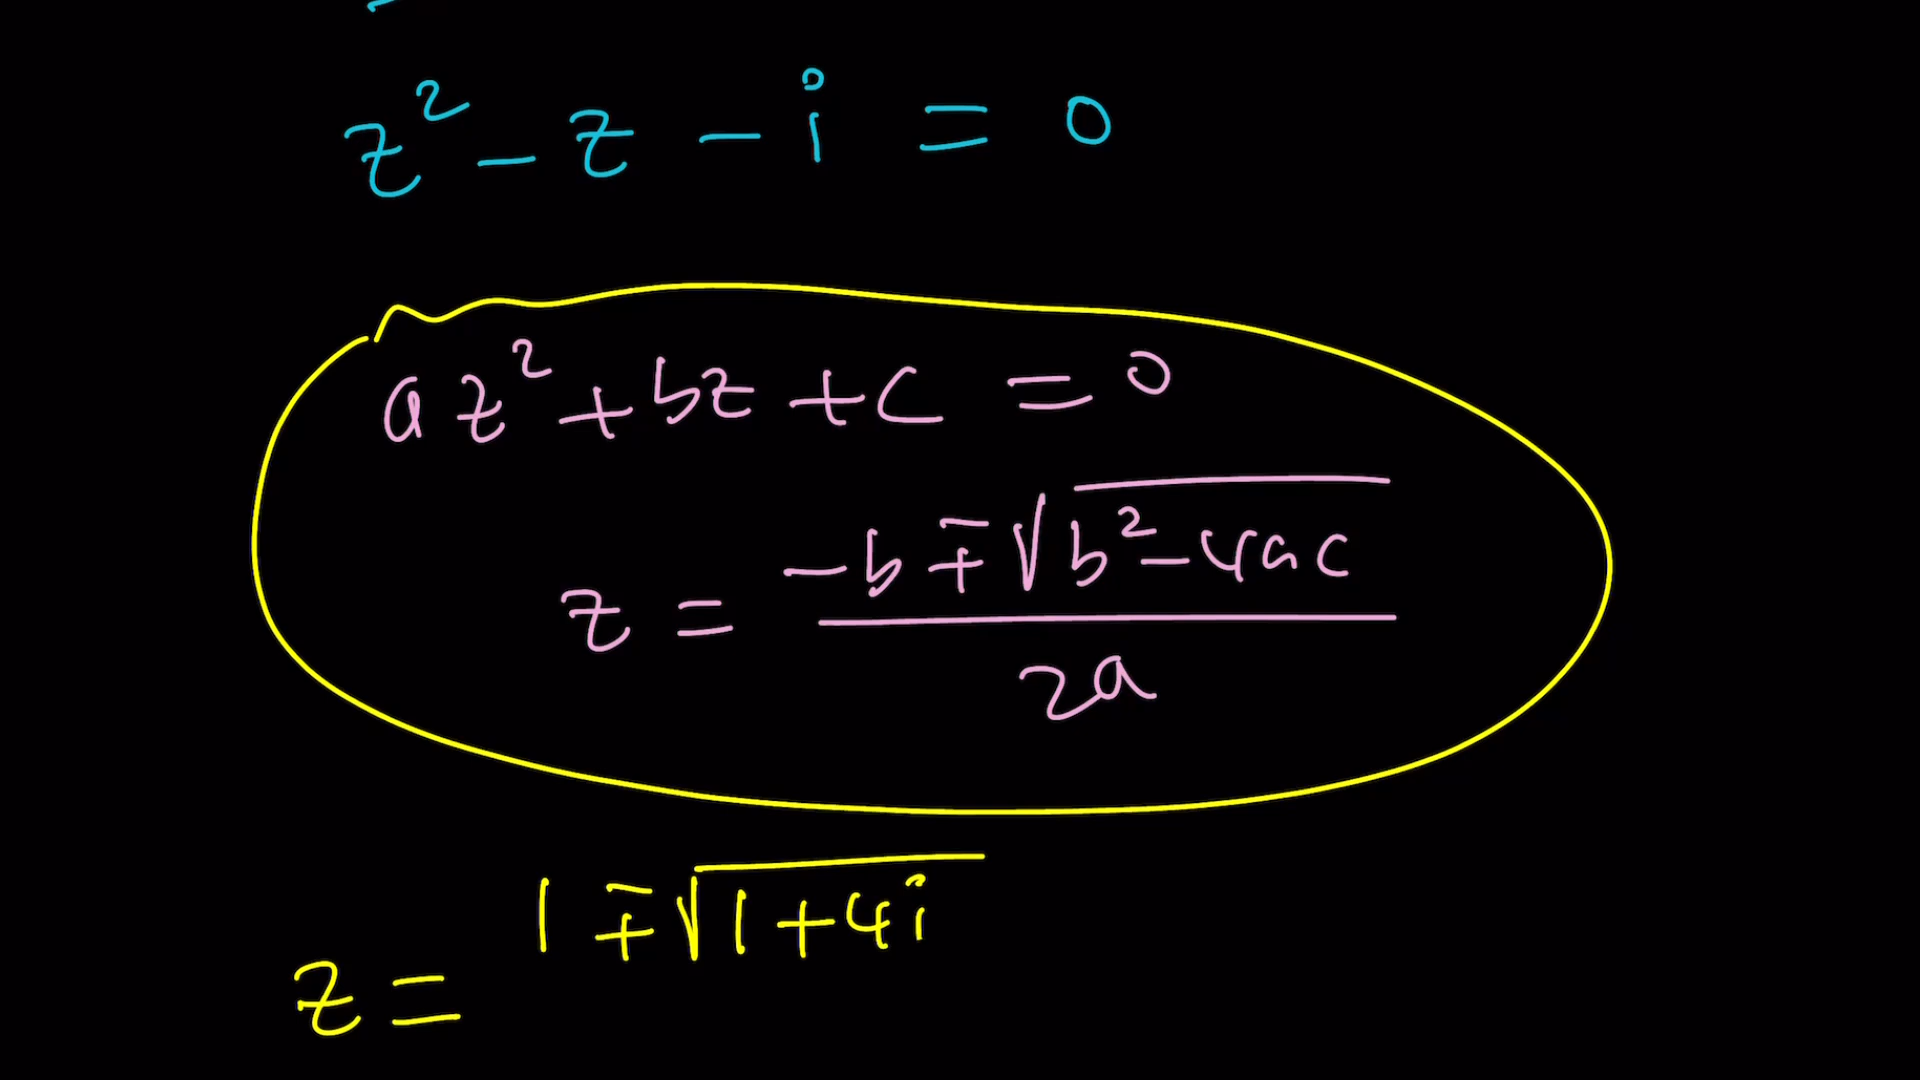 z² - z - i = 0
az² + bz + c = 0
z = (-b ∓ √(b² - 4ac)) / 2a
z = 1 ∓ √(1 + 4i)